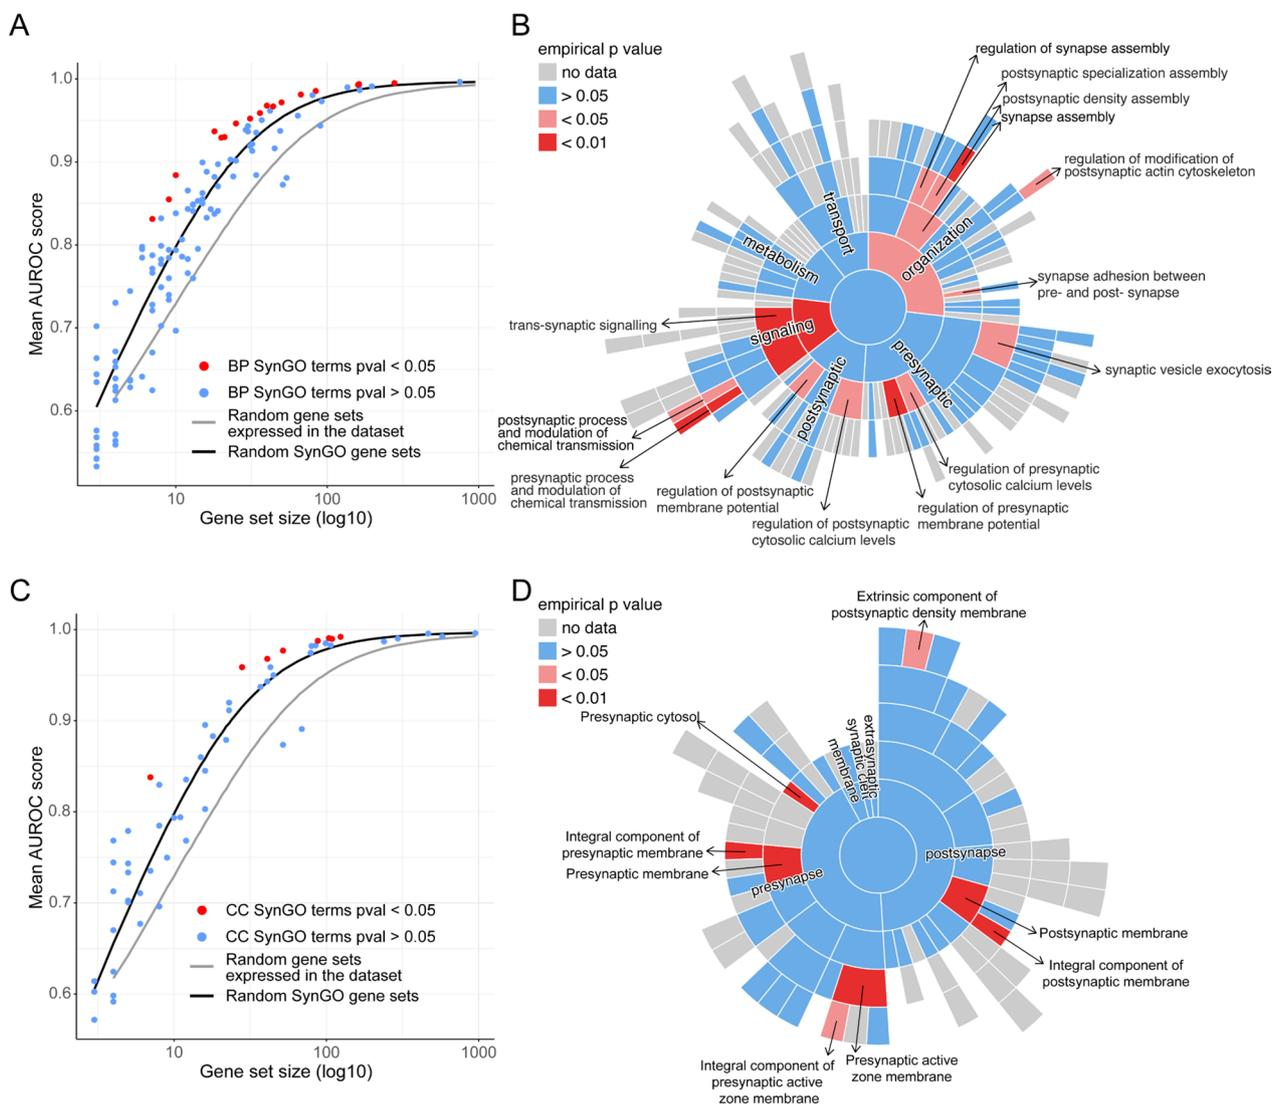 A
Mean AUROC score
1.0
0.9
0.8
0.7
0.6
10
100
1000
Gene set size (log10)
BP SynGO terms pval < 0.05
BP SynGO terms pval > 0.05
Random gene sets
expressed in the dataset
Random SynGO gene sets
B
empirical p value
no data
> 0.05
< 0.05
< 0.01
regulation of synapse assembly
postsynaptic specialization assembly
postsynaptic density assembly
synapse assembly
regulation of modification of
postsynaptic actin cytoskeleton
synapse adhesion between
pre- and post- synapse
synaptic vesicle exocytosis
regulation of presynaptic
cytosolic calcium levels
regulation of presynaptic
membrane potential
regulation of postsynaptic
cytosolic calcium levels
regulation of postsynaptic
membrane potential
presynaptic process
and modulation of
chemical transmission
postsynaptic process
and modulation of
chemical transmission
trans-synaptic signalling
transport
organization
metabolism
signaling
postsynaptic
presynaptic
C
Mean AUROC score
1.0
0.9
0.8
0.7
0.6
10
100
1000
Gene set size (log10)
CC SynGO terms pval < 0.05
CC SynGO terms pval > 0.05
Random gene sets
expressed in the dataset
Random SynGO gene sets
D
empirical p value
no data
> 0.05
< 0.05
< 0.01
Extrinsic component of
postsynaptic density membrane
Presynaptic cytosol
Integral component of
presynaptic membrane
Presynaptic membrane
Postsynaptic membrane
Integral component of
postsynaptic membrane
Integral component of
presynaptic active
zone membrane
Presynaptic active
zone membrane
membrane
synaptic cleft
extrasynaptic
postsynapse
presynapse